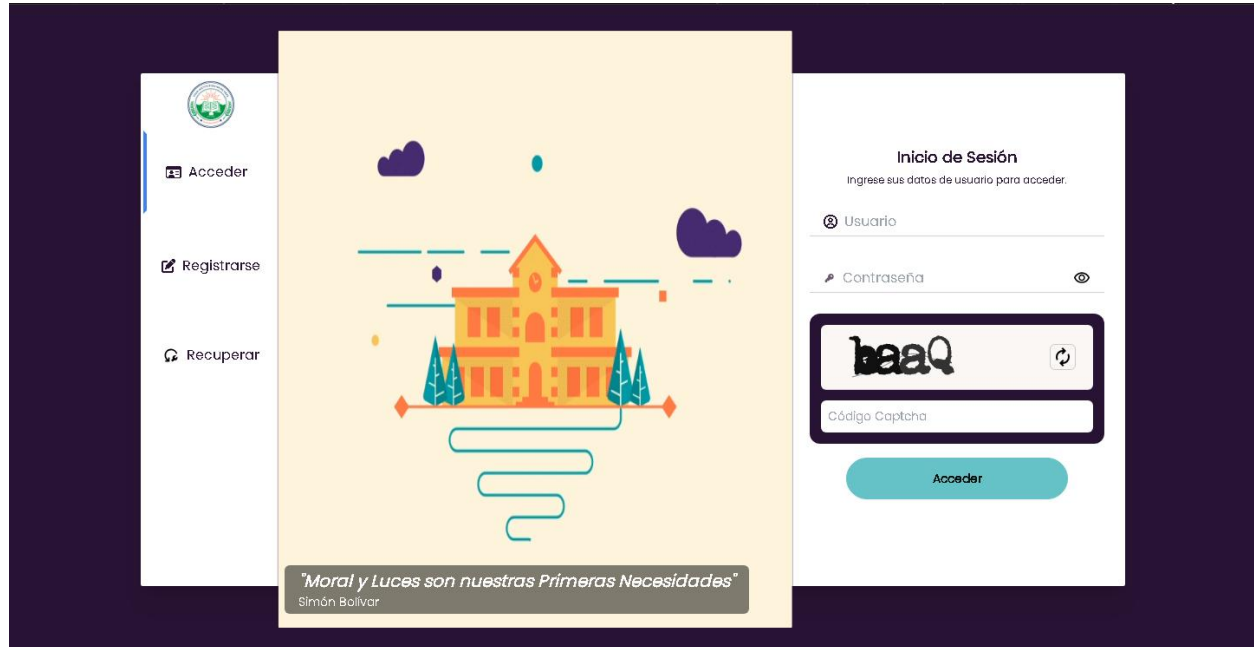 Acceder
Registrarse
Recuperar
"Moral y Luces son nuestras Primeras Necesidades"
Simón Bolívar
Inicio de Sesión
Ingrese sus datos de usuario para acceder.
Usuario
Contraseña
baaQ
Código Captcha
Acceder